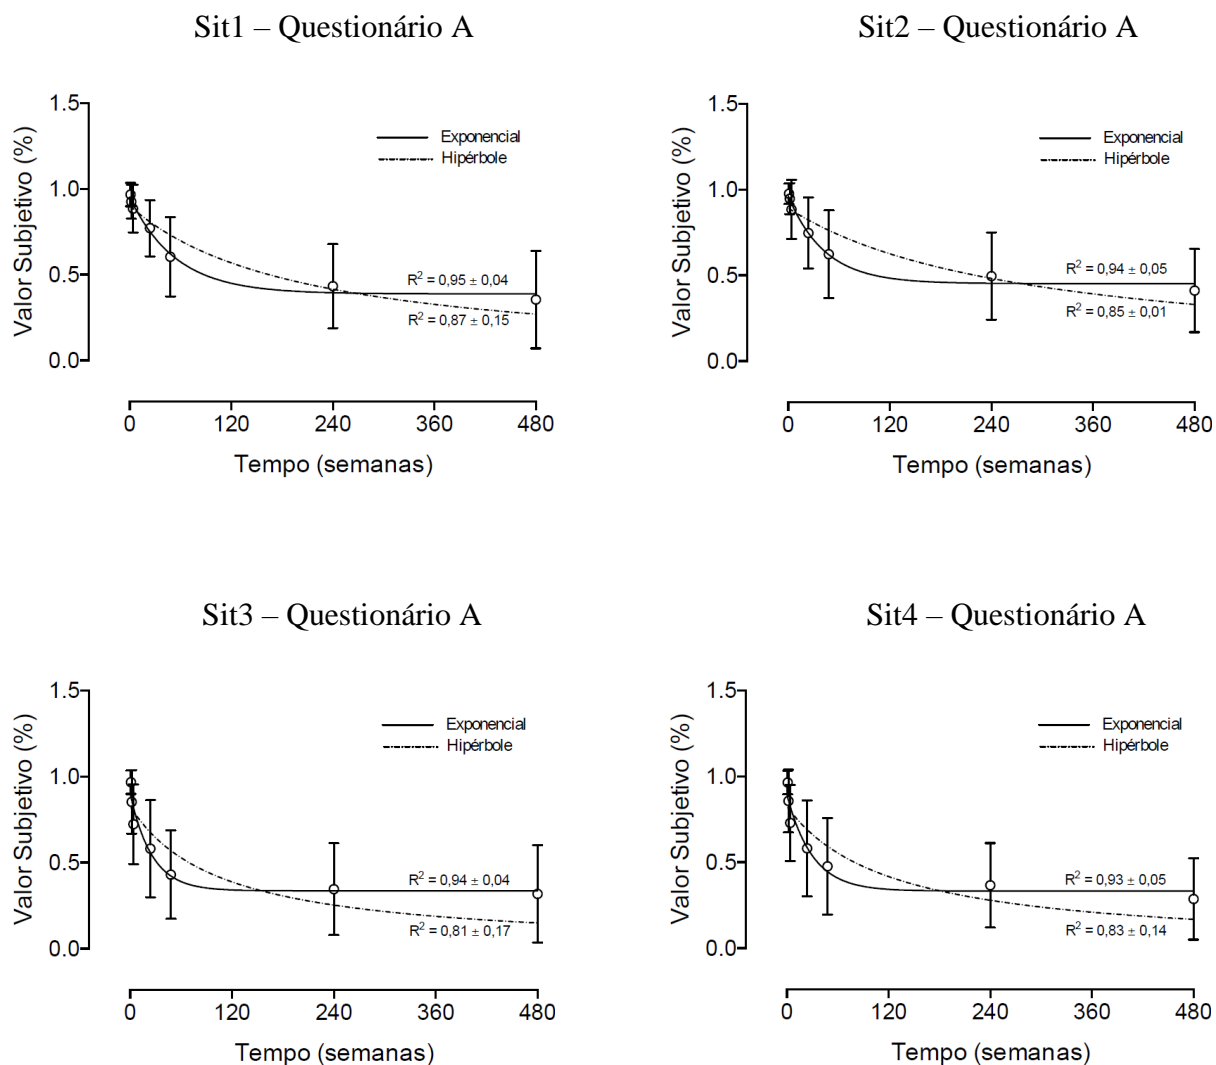 Sit1 – Questionário A
1.5
1.0
0.5
0.0
Valor Subjetivo (%)
Exponencial
Hipérbole
R² = 0,95 ± 0,04
R² = 0,87 ± 0,15
0 120 240 360 480
Tempo (semanas)
Sit2 – Questionário A
1.5
1.0
0.5
0.0
Valor Subjetivo (%)
Exponencial
Hipérbole
R² = 0,94 ± 0,05
R² = 0,85 ± 0,01
0 120 240 360 480
Tempo (semanas)
Sit3 – Questionário A
1.5
1.0
0.5
0.0
Valor Subjetivo (%)
Exponencial
Hipérbole
R² = 0,94 ± 0,04
R² = 0,81 ± 0,17
0 120 240 360 480
Tempo (semanas)
Sit4 – Questionário A
1.5
1.0
0.5
0.0
Valor Subjetivo (%)
Exponencial
Hipérbole
R² = 0,93 ± 0,05
R² = 0,83 ± 0,14
0 120 240 360 480
Tempo (semanas)